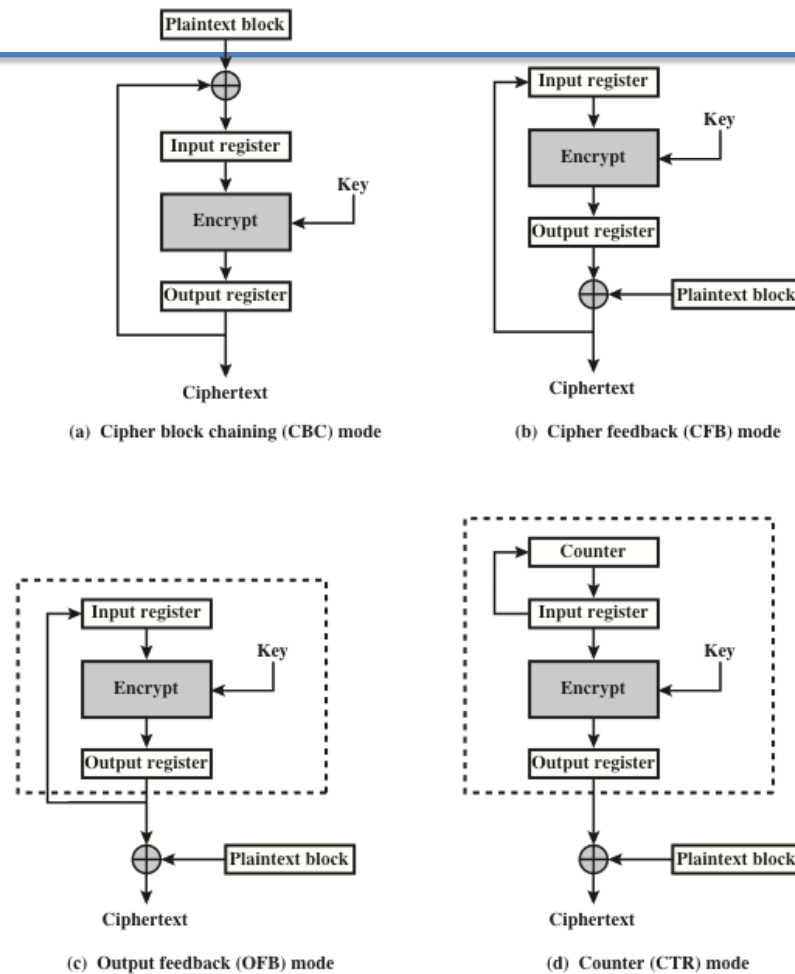 Plaintext block
Input register
Key
Encrypt
Output register
Ciphertext
(a) Cipher block chaining (CBC) mode
Input register
Key
Encrypt
Output register
Plaintext block
Ciphertext
(b) Cipher feedback (CFB) mode
Input register
Key
Encrypt
Output register
Plaintext block
Ciphertext
(c) Output feedback (OFB) mode
Counter
Input register
Key
Encrypt
Output register
Plaintext block
Ciphertext
(d) Counter (CTR) mode